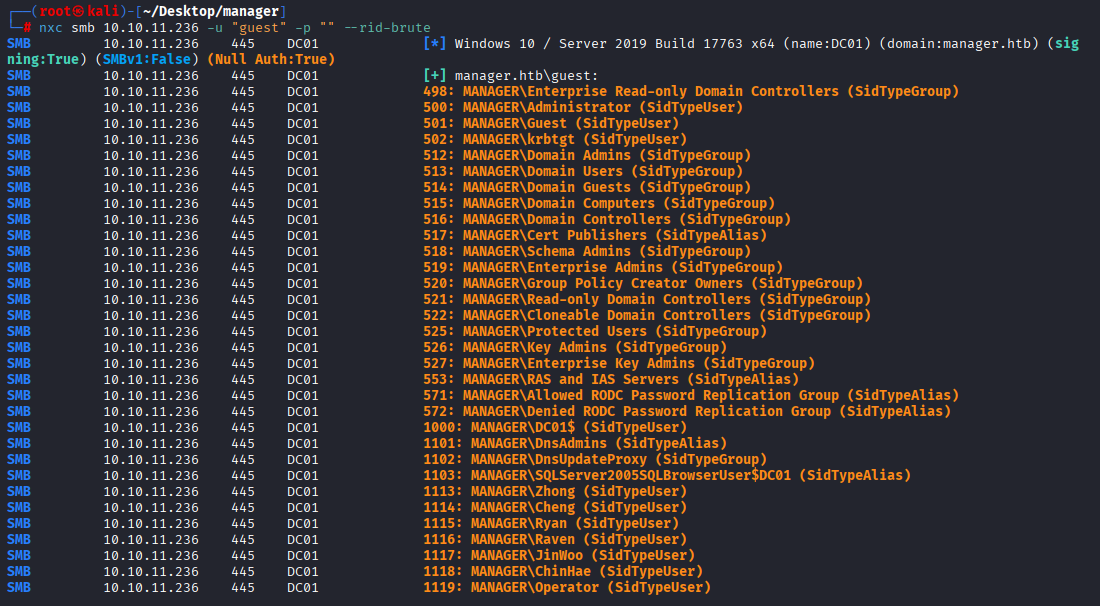 ┌──(root㉿kali)-[~/Desktop/manager]
└─# nxc smb 10.10.11.236 -u "guest" -p "" --rid-brute
SMB 10.10.11.236 445 DC01 [*] Windows 10 / Server 2019 Build 17763 x64 (name:DC01) (domain:manager.htb) (sig
ning:True) (SMBv1:False) (Null Auth:True)
SMB 10.10.11.236 445 DC01 [+] manager.htb\guest:
SMB 10.10.11.236 445 DC01 498: MANAGER\Enterprise Read-only Domain Controllers (SidTypeGroup)
SMB 10.10.11.236 445 DC01 500: MANAGER\Administrator (SidTypeUser)
SMB 10.10.11.236 445 DC01 501: MANAGER\Guest (SidTypeUser)
SMB 10.10.11.236 445 DC01 502: MANAGER\krbtgt (SidTypeUser)
SMB 10.10.11.236 445 DC01 512: MANAGER\Domain Admins (SidTypeGroup)
SMB 10.10.11.236 445 DC01 513: MANAGER\Domain Users (SidTypeGroup)
SMB 10.10.11.236 445 DC01 514: MANAGER\Domain Guests (SidTypeGroup)
SMB 10.10.11.236 445 DC01 515: MANAGER\Domain Computers (SidTypeGroup)
SMB 10.10.11.236 445 DC01 516: MANAGER\Domain Controllers (SidTypeGroup)
SMB 10.10.11.236 445 DC01 517: MANAGER\Cert Publishers (SidTypeAlias)
SMB 10.10.11.236 445 DC01 518: MANAGER\Schema Admins (SidTypeGroup)
SMB 10.10.11.236 445 DC01 519: MANAGER\Enterprise Admins (SidTypeGroup)
SMB 10.10.11.236 445 DC01 520: MANAGER\Group Policy Creator Owners (SidTypeGroup)
SMB 10.10.11.236 445 DC01 521: MANAGER\Read-only Domain Controllers (SidTypeGroup)
SMB 10.10.11.236 445 DC01 522: MANAGER\Cloneable Domain Controllers (SidTypeGroup)
SMB 10.10.11.236 445 DC01 525: MANAGER\Protected Users (SidTypeGroup)
SMB 10.10.11.236 445 DC01 526: MANAGER\Key Admins (SidTypeGroup)
SMB 10.10.11.236 445 DC01 527: MANAGER\Enterprise Key Admins (SidTypeGroup)
SMB 10.10.11.236 445 DC01 553: MANAGER\RAS and IAS Servers (SidTypeAlias)
SMB 10.10.11.236 445 DC01 571: MANAGER\Allowed RODC Password Replication Group (SidTypeAlias)
SMB 10.10.11.236 445 DC01 572: MANAGER\Denied RODC Password Replication Group (SidTypeAlias)
SMB 10.10.11.236 445 DC01 1000: MANAGER\DC01$ (SidTypeUser)
SMB 10.10.11.236 445 DC01 1101: MANAGER\DnsAdmins (SidTypeAlias)
SMB 10.10.11.236 445 DC01 1102: MANAGER\DnsUpdateProxy (SidTypeGroup)
SMB 10.10.11.236 445 DC01 1103: MANAGER\SQLServer2005SQLBrowserUser$DC01 (SidTypeAlias)
SMB 10.10.11.236 445 DC01 1113: MANAGER\Zhong (SidTypeUser)
SMB 10.10.11.236 445 DC01 1114: MANAGER\Cheng (SidTypeUser)
SMB 10.10.11.236 445 DC01 1115: MANAGER\Ryan (SidTypeUser)
SMB 10.10.11.236 445 DC01 1116: MANAGER\Raven (SidTypeUser)
SMB 10.10.11.236 445 DC01 1117: MANAGER\JinWoo (SidTypeUser)
SMB 10.10.11.236 445 DC01 1118: MANAGER\ChinHae (SidTypeUser)
SMB 10.10.11.236 445 DC01 1119: MANAGER\Operator (SidTypeUser)